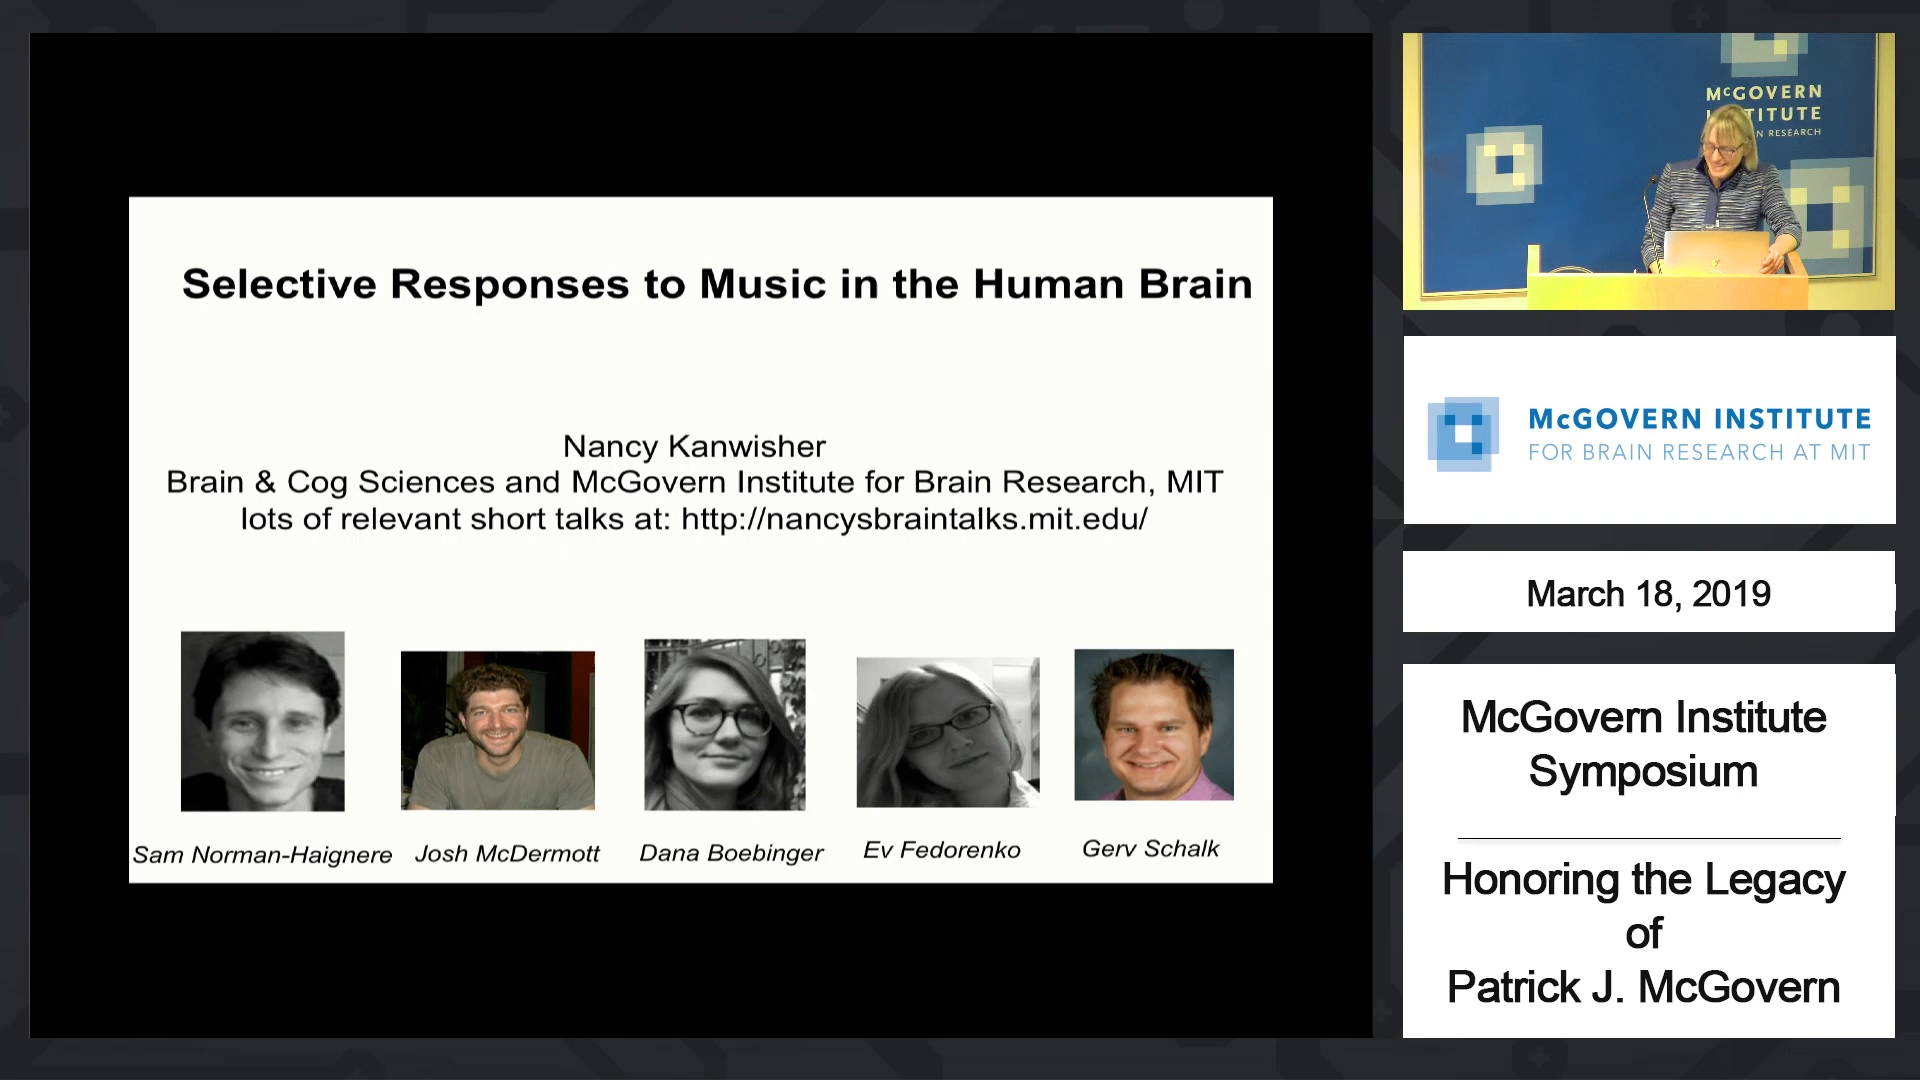 Selective Responses to Music in the Human Brain
Nancy Kanwisher
Brain & Cog Sciences and McGovern Institute for Brain Research, MIT
lots of relevant short talks at: http://nancysbraintalks.mit.edu/
Sam Norman-Haignere
Josh McDermott
Dana Boebinger
Ev Fedorenko
Gerv Schalk
McGOVERN
RESEARCH
McGOVERN INSTITUTE
FOR BRAIN RESEARCH AT MIT
March 18, 2019
McGovern Institute
Symposium
Honoring the Legacy
of
Patrick J. McGovern